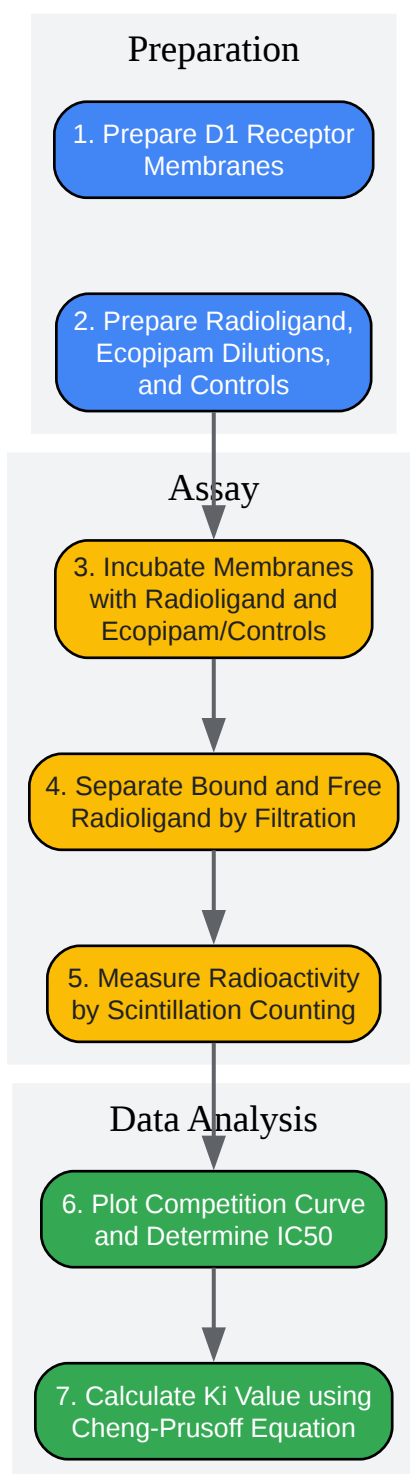 Preparation
1. Prepare D1 Receptor
Membranes
2. Prepare Radioligand,
Ecopipam Dilutions,
and Controls
Assay
3. Incubate Membranes
with Radioligand and
Ecopipam/Controls
4. Separate Bound and Free
Radioligand by Filtration
5. Measure Radioactivity
by Scintillation Counting
Data Analysis
6. Plot Competition Curve
and Determine IC50
7. Calculate Ki Value using
Cheng-Prusoff Equation